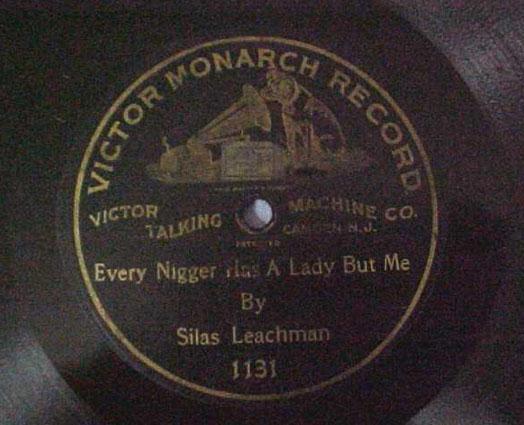 VICTOR MONARCH RECORD
VICTOR TALKING MACHINE CO.
CAMDEN N.J.
PATENTED
Every Nigger Has A Lady But Me
By
Silas Leachman
1131